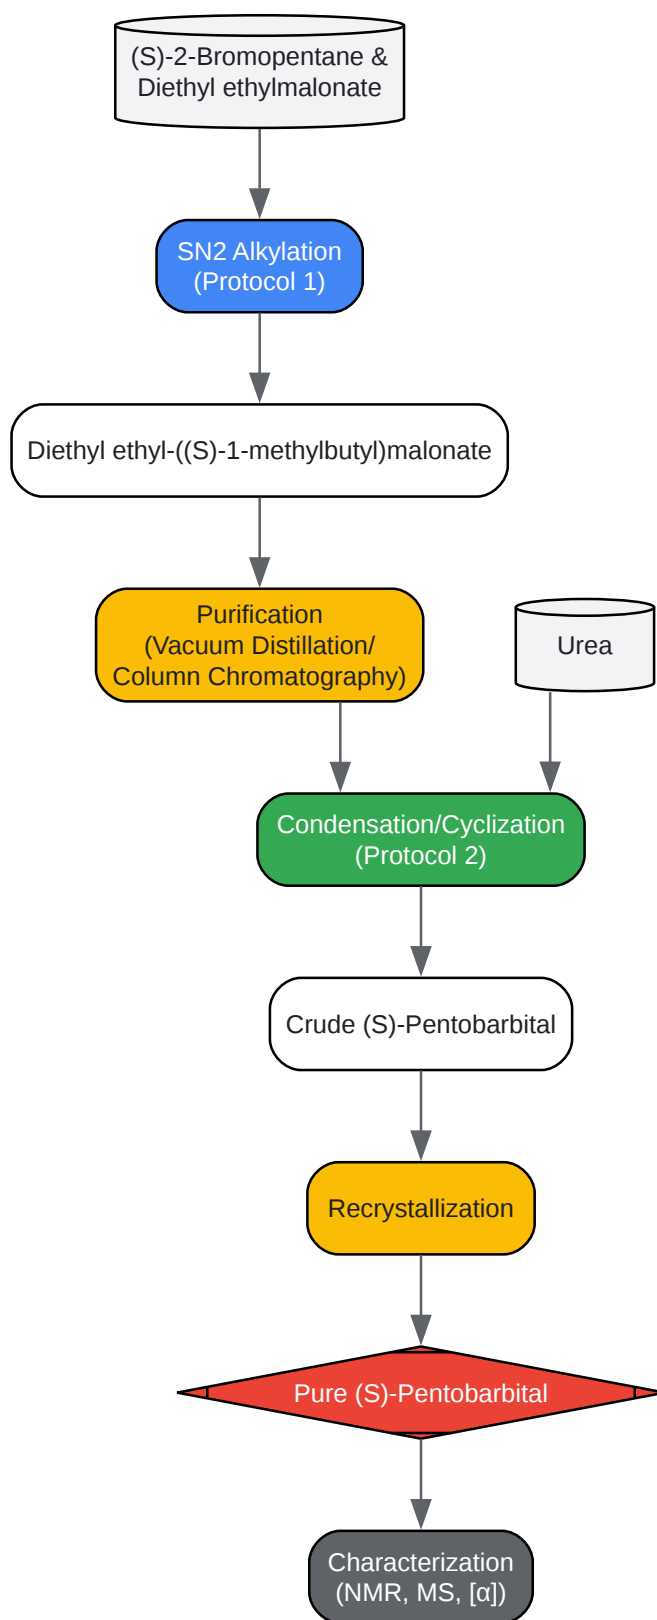 (S)-2-Bromopentane &
Diethyl ethylmalonate
SN2 Alkylation
(Protocol 1)
Diethyl ethyl-((S)-1-methylbutyl)malonate
Purification
(Vacuum Distillation/
Column Chromatography)
Urea
Condensation/Cyclization
(Protocol 2)
Crude (S)-Pentobarbital
Recrystallization
Pure (S)-Pentobarbital
Characterization
(NMR, MS, [α])